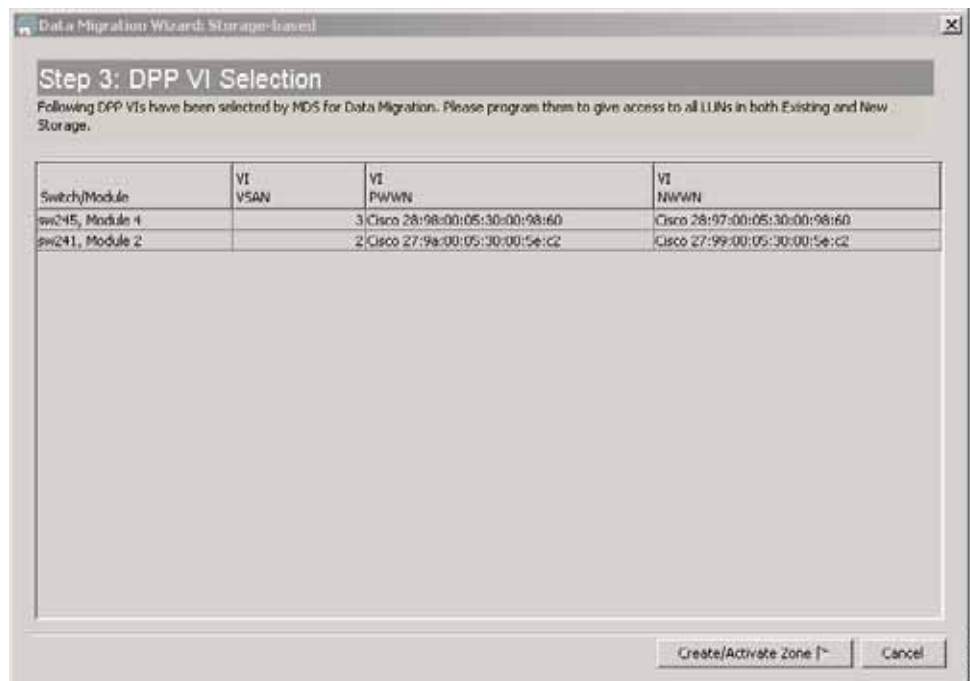 Data Migration Wizard: Storage-based
Step 3: DPP VI Selection
Following DPP VIs have been selected by MDS for Data Migration. Please program them to give access to all LUNs in both Existing and New
Storage.
Switch/Module VI VSAN VI PWWN VI NWWN
sw245, Module 4 3 Cisco 28:98:00:05:30:00:98:60 Cisco 28:97:00:05:30:00:98:60
sw241, Module 2 2 Cisco 27:9a:00:05:30:00:5e:c2 Cisco 27:99:00:05:30:00:5e:c2
Create/Activate Zone Cancel